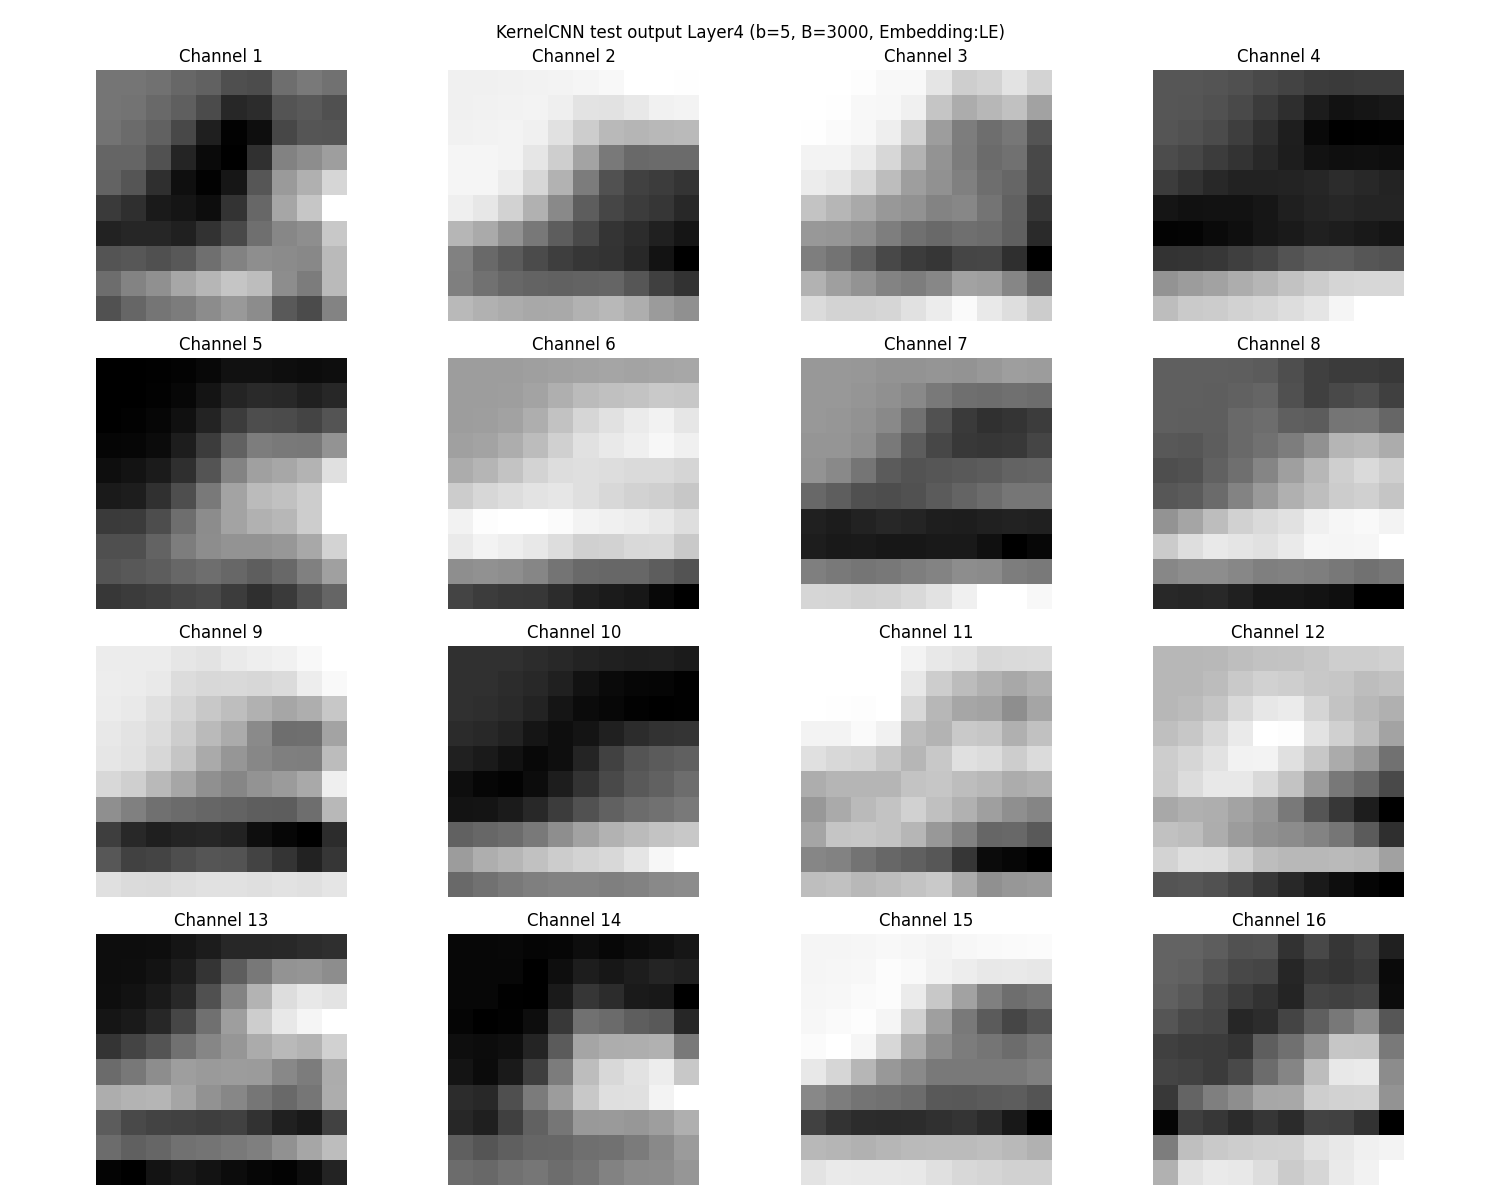 KernelCNN test output Layer4 (b=5, B=3000, Embedding:LE)
Channel 1 Channel 2 Channel 3 Channel 4
Channel 5 Channel 6 Channel 7 Channel 8
Channel 9 Channel 10 Channel 11 Channel 12
Channel 13 Channel 14 Channel 15 Channel 16